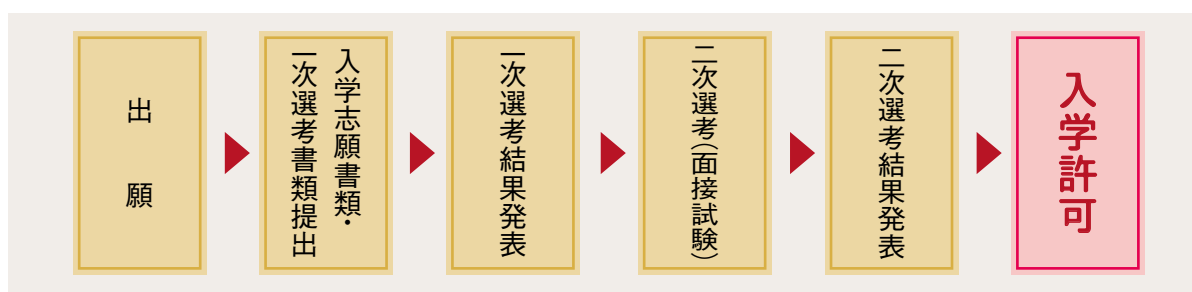 出願
入学志願書類・
一次選考書類提出
一次選考結果発表
二次選考(面接試験)
二次選考結果発表
入学許可